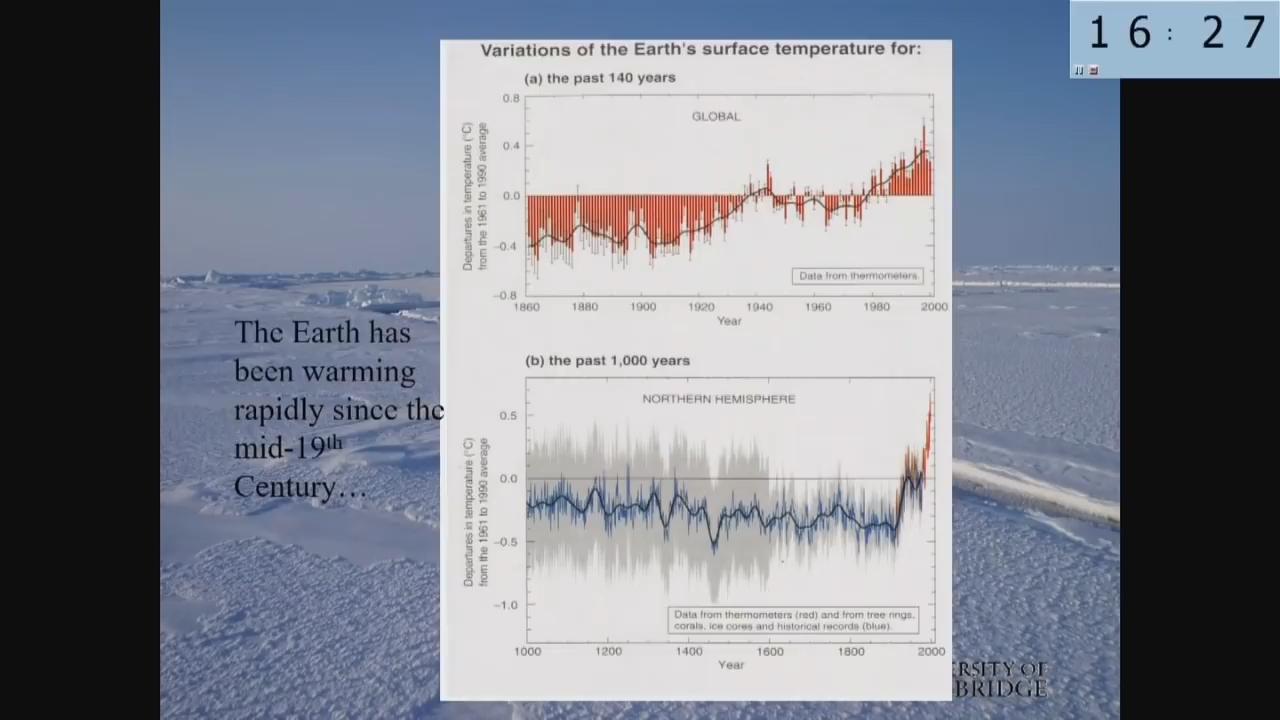 16:27
Variations of the Earth's surface temperature for:
(a) the past 140 years
GLOBAL
Departures in temperature (°C)
from the 1961 to 1990 average
0.8
0.4
0.0
−0.4
−0.8
Data from thermometers.
1860 1880 1900 1920 1940 1960 1980 2000
Year
The Earth has
been warming
rapidly since the
mid-19th
Century…
(b) the past 1,000 years
NORTHERN HEMISPHERE
Departures in temperature (°C)
from the 1961 to 1990 average
0.5
0.0
−0.5
−1.0
Data from thermometers (red) and from tree rings,
corals, ice cores and historical records (blue).
1000 1200 1400 1600 1800 2000
Year
ERSITY OF
BRIDGE